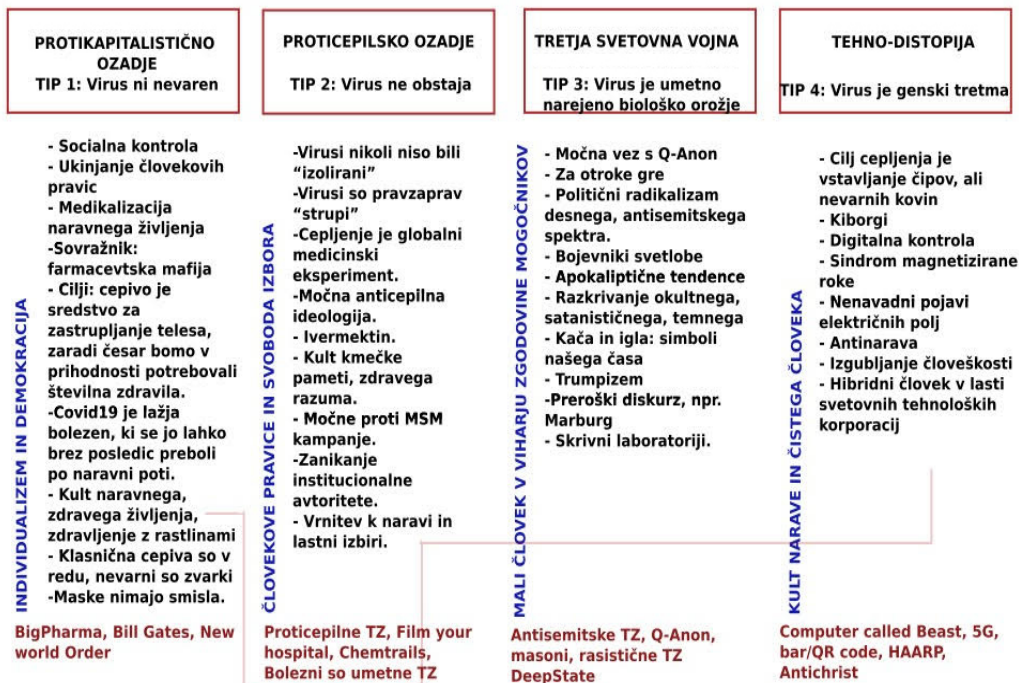 PROTIKAPITALISTIČNO
OZADJE
TIP 1: Virus ni nevaren
- Socialna kontrola
- Ukinjanje človekovih
pravic
- Medikalizacija
naravnega življenja
-Sovražnik:
farmacevtska mafija
- Cilji: cepivo je
sredstvo za
zastrupljanje telesa,
zaradi česar bomo v
prihodnosti potrebovali
številna zdravila.
-Covid19 je lažja
bolezen, ki se jo lahko
brez posledic preboli
po naravni poti.
- Kult naravnega,
zdravega življenja,
zdravljenje z rastlinami
- Klasnična cepiva so v
redu, nevarni so zvarki
-Maske nimajo smisla.
INDIVIDUALIZEM IN DEMOKRACIJA
BigPharma, Bill Gates, New
world Order
PROTICEPILSKO OZADJE
TIP 2: Virus ne obstaja
-Virusi nikoli niso bili
“izolirani”
-Virusi so pravzaprav
“strupi”
-Cepljenje je globalni
medicinski
eksperiment.
-Močna anticepilna
ideologija.
- Ivermektin.
- Kult kmečke
pameti, zdravega
razuma.
- Močne proti MSM
kampanje.
-Zanikanje
institucionalne
avtoritete.
- Vrnitev k naravi in
lastni izbiri.
ČLOVEKOVE PRAVICE IN SVOBODA IZBORA
Proticepilne TZ, Film your
hospital, Chemtrails,
Bolezni so umetne TZ
TRETJA SVETOVNA VOJNA
TIP 3: Virus je umetno
narejeno biološko orožje
- Močna vez s Q-Anon
- Za otroke gre
- Politični radikalizam
desnega, antisemitskega
spektra.
- Bojevniki svetlobe
- Apokaliptične tendence
- Razkrivanje okultnega,
satanističnega, temnega
- Kača in igla: simboli
našega časa
- Trumpizem
-Preroški diskurz, npr.
Marburg
- Skrivni laboratoriji.
MALI ČLOVEK V VIHARJU ZGODOVINE MOGOČNIKOV
Antisemitske TZ, Q-Anon,
masoni, rasistične TZ
DeepState
TEHNO-DISTOPIJA
TIP 4: Virus je genski tretma
- Cilj cepljenja je
vstavljanje čipov, ali
nevarnih kovin
- Kiborgi
- Digitalna kontrola
- Sindrom magnetizirane
roke
- Nenavadni pojavi
električnih polj
- Antinarava
- Izgubljanje človeškosti
- Hibridni človek v lasti
svetovnih tehnoloških
korporacij
KULT NARAVE IN ČISTEGA ČLOVEKA
Computer called Beast, 5G,
bar/QR code, HAARP,
Antichrist